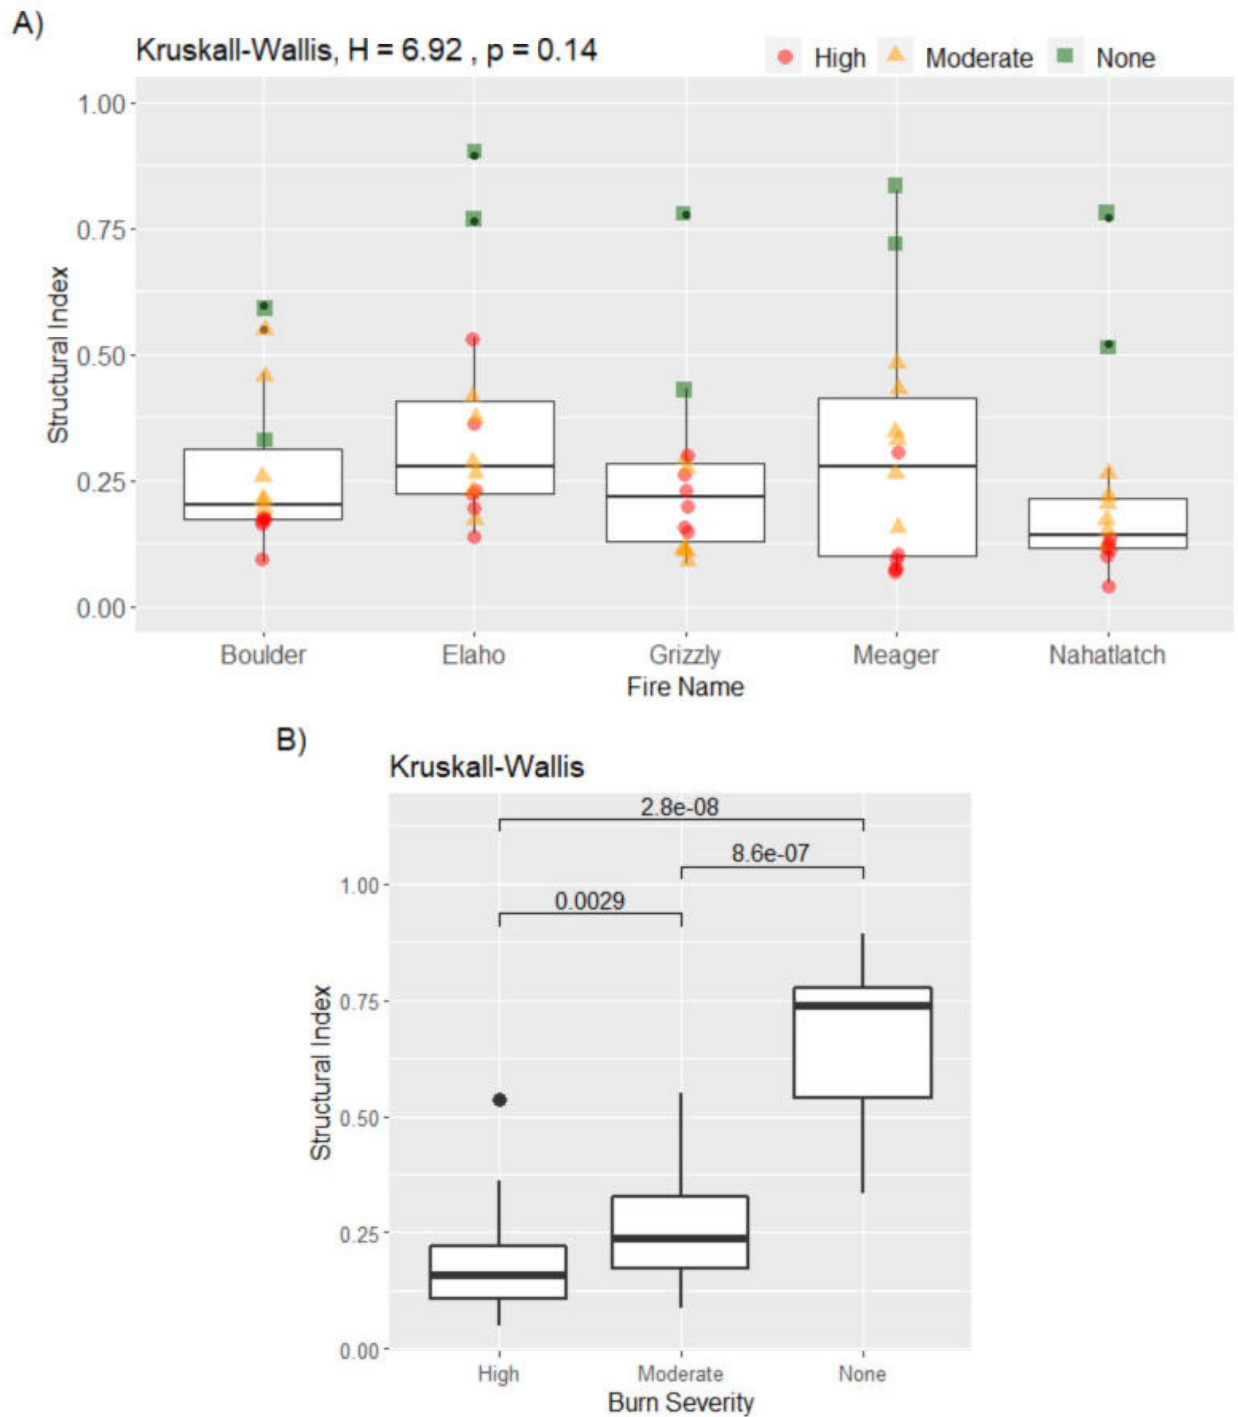 A)
Kruskall-Wallis, H = 6.92 , p = 0.14
High Moderate None
1.00
0.75
0.50
0.25
0.00
Structural Index
Boulder Elaho Grizzly Meager Nahatlatch
Fire Name
B)
Kruskall-Wallis
2.8e-08
8.6e-07
0.0029
1.00
0.75
0.50
0.25
0.00
Structural Index
High Moderate None
Burn Severity